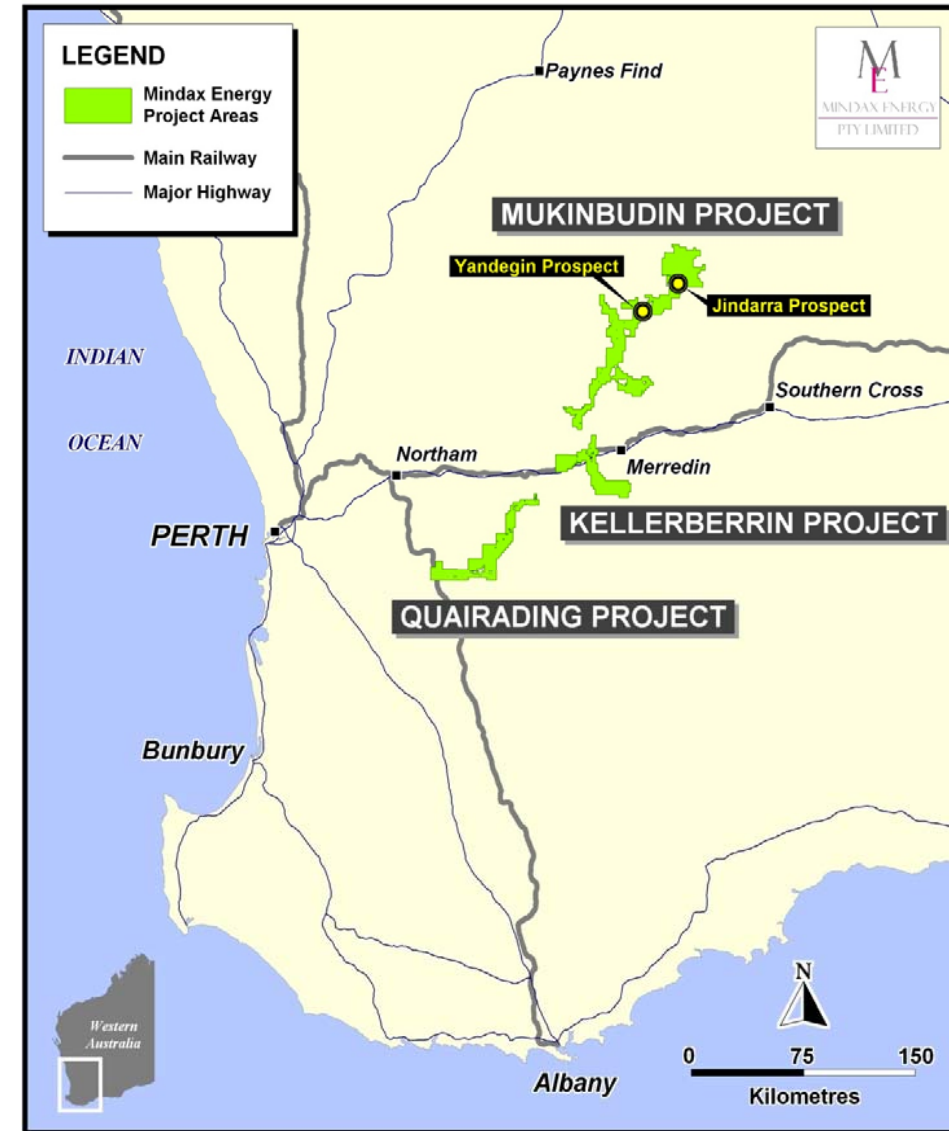 LEGEND
Mindax Energy
Project Areas
Main Railway
Major Highway
ME
MINDAX ENERGY
PTY LIMITED
Paynes Find
MUKINBUDIN PROJECT
Yandegin Prospect
Jindarra Prospect
INDIAN
OCEAN
Southern Cross
Northam
Merredin
PERTH
KELLERBERRIN PROJECT
QUAIRADING PROJECT
Bunbury
Albany
Western
Australia
N
0 75 150
Kilometres